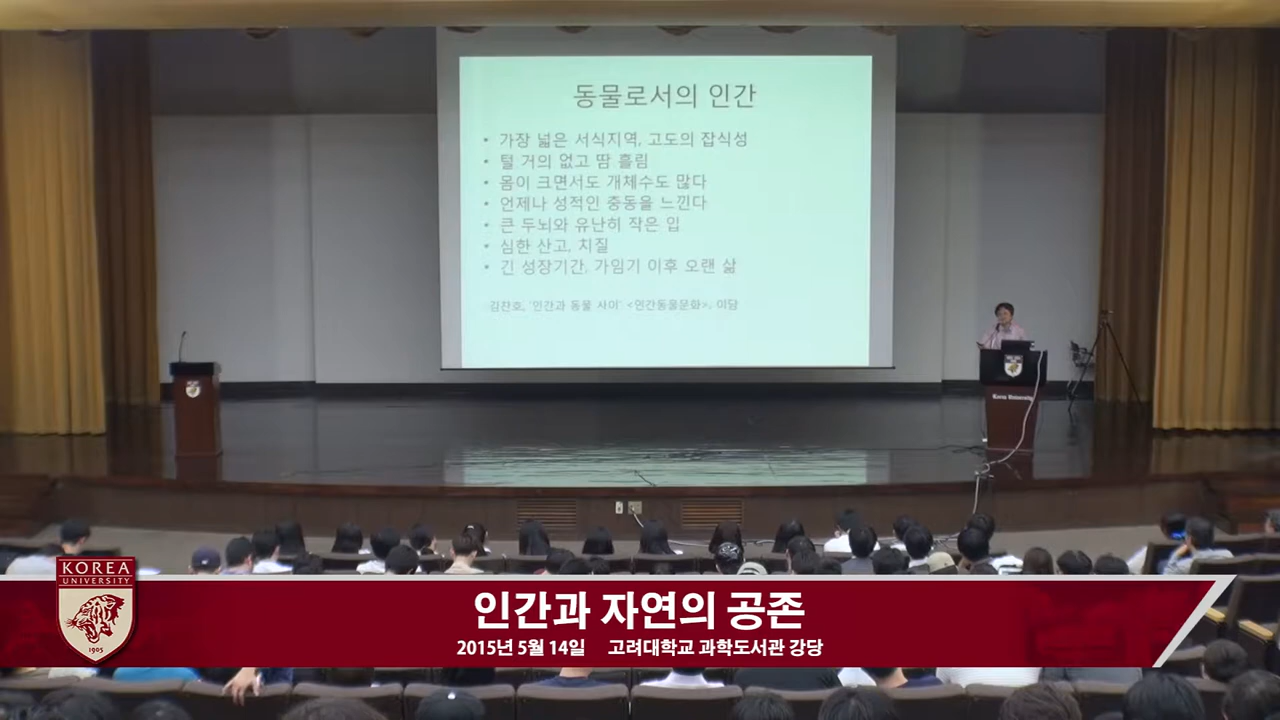 동물로서의 인간
• 가장 넓은 서식지역, 고도의 잡식성
• 털 거의 없고 땀 흘림
• 몸이 크면서도 개체수도 많다
• 언제나 성적인 충동을 느낀다
• 큰 두뇌와 유난히 작은 입
• 심한 산고, 치질
• 긴 성장기간, 가임기 이후 오랜 삶
김찬호, '인간과 동물 사이' <인간동물문화>, 이담
Korea University
KOREA
UNIVERSITY
1905
인간과 자연의 공존
2015년 5월 14일 고려대학교 과학도서관 강당